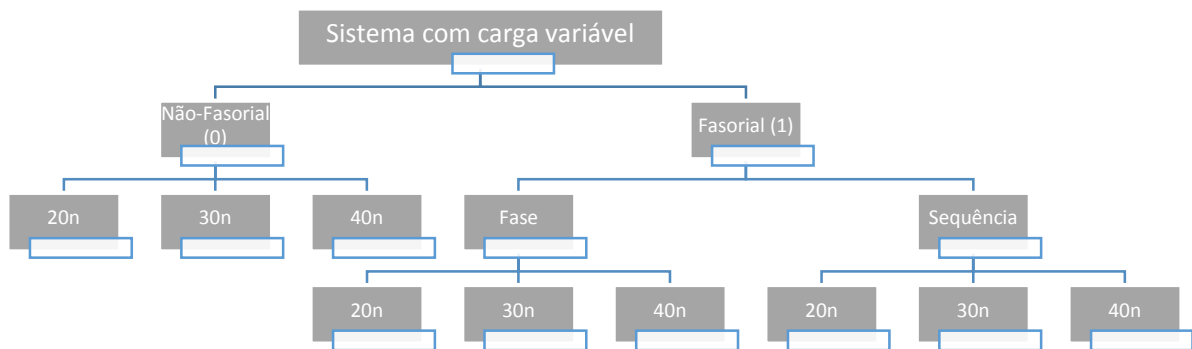 Sistema com carga variável
Não-Fasorial
(0)
Fasorial (1)
20n
30n
40n
Fase
Sequência
20n
30n
40n
20n
30n
40n